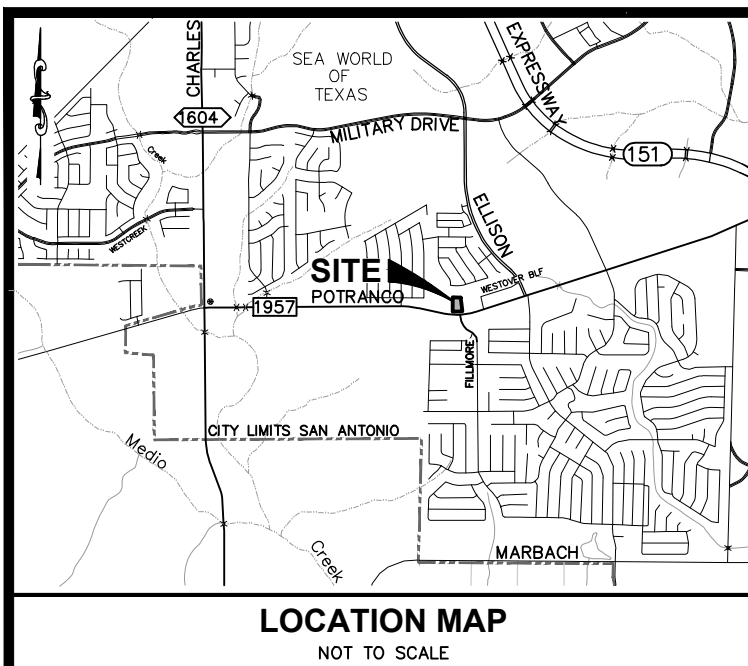 CHARLES
SEA WORLD
OF
TEXAS
EXPRESSWAY
1604
MILITARY DRIVE
151
Creek
WESTCREEK
ELLISON
SITE
POTRANCO
WESTOVER BLF
1957
FILLMORE
CITY LIMITS SAN ANTONIO
Medio
Creek
MARBACH
LOCATION MAP
NOT TO SCALE